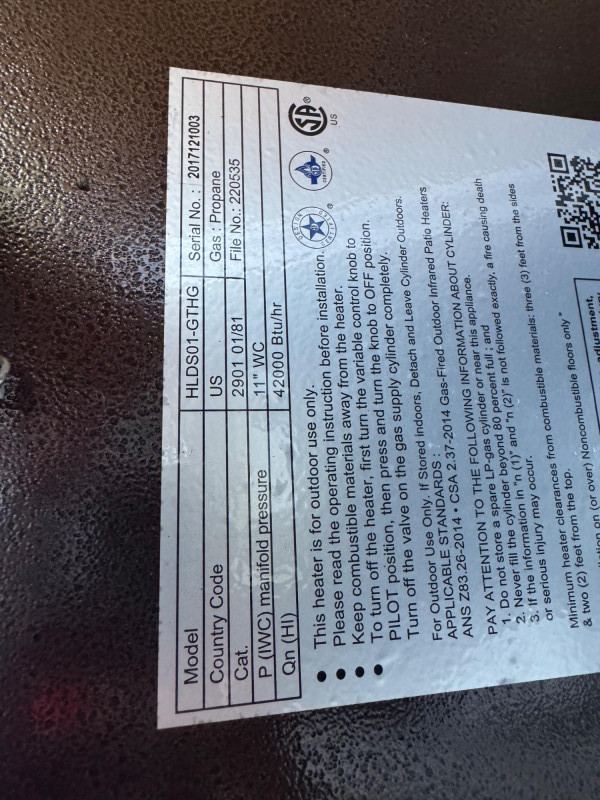 Model HLDS01-GTHG Serial No. : 2017121003
Country Code US Gas : Propane
Cat. 2901 01/81 File No.: 220535
P (IWC) manifold pressure 11" WC
Qn (HI) 42000 Btu/hr
DESIGN CERTIFIED ® CERTIFIED ® SA ® US
● This heater is for outdoor use only.
● Please read the operating instruction before installation.
● Keep combustible materials away from the heater.
● To turn off the heater, first turn the variable control knob to
PILOT position, then press and turn the knob to OFF position.
Turn off the valve on the gas supply cylinder completely.
For Outdoor Use Only. If Stored indoors, Detach and Leave Cylinder Outdoors.
APPLICABLE STANDARDS :
ANS Z83.26-2014 • CSA 2.37-2014 Gas-Fired Outdoor Infrared Patio Heaters
PAY ATTENTION TO THE FOLLOWING INFORMATION ABOUT CYLINDER:
1. Do not store a spare LP-gas cylinder or near this appliance.
2. Never fill the cylinder beyond 80 percent full ; and
3. If the information in "n (1)" and "n (2)" Is not followed exactly, a fire causing death
or serious injury may occur.
Minimum heater clearances from combustible materials: three (3) feet from the sides
& two (2) feet from the top.
on (or over) Noncombustible floors only "
adjustment,